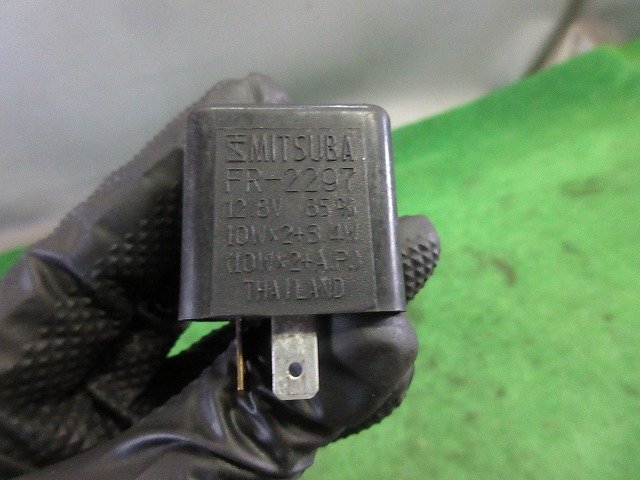 MITSUBA
FR-2297
12.8V 85%
10W×2+3.4W
(10W×2+A.P.)
THAILAND